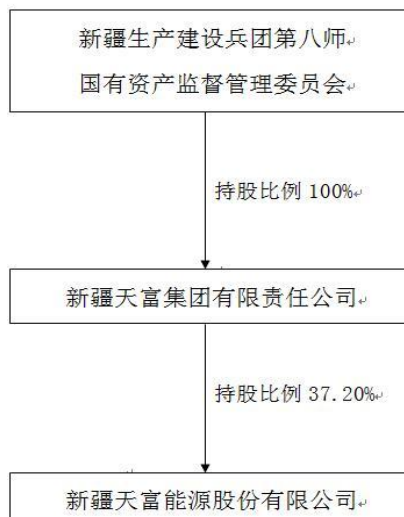 新疆生产建设兵团第八师
国有资产监督管理委员会
持股比例 100%
新疆天富集团有限责任公司
持股比例 37.20%
新疆天富能源股份有限公司